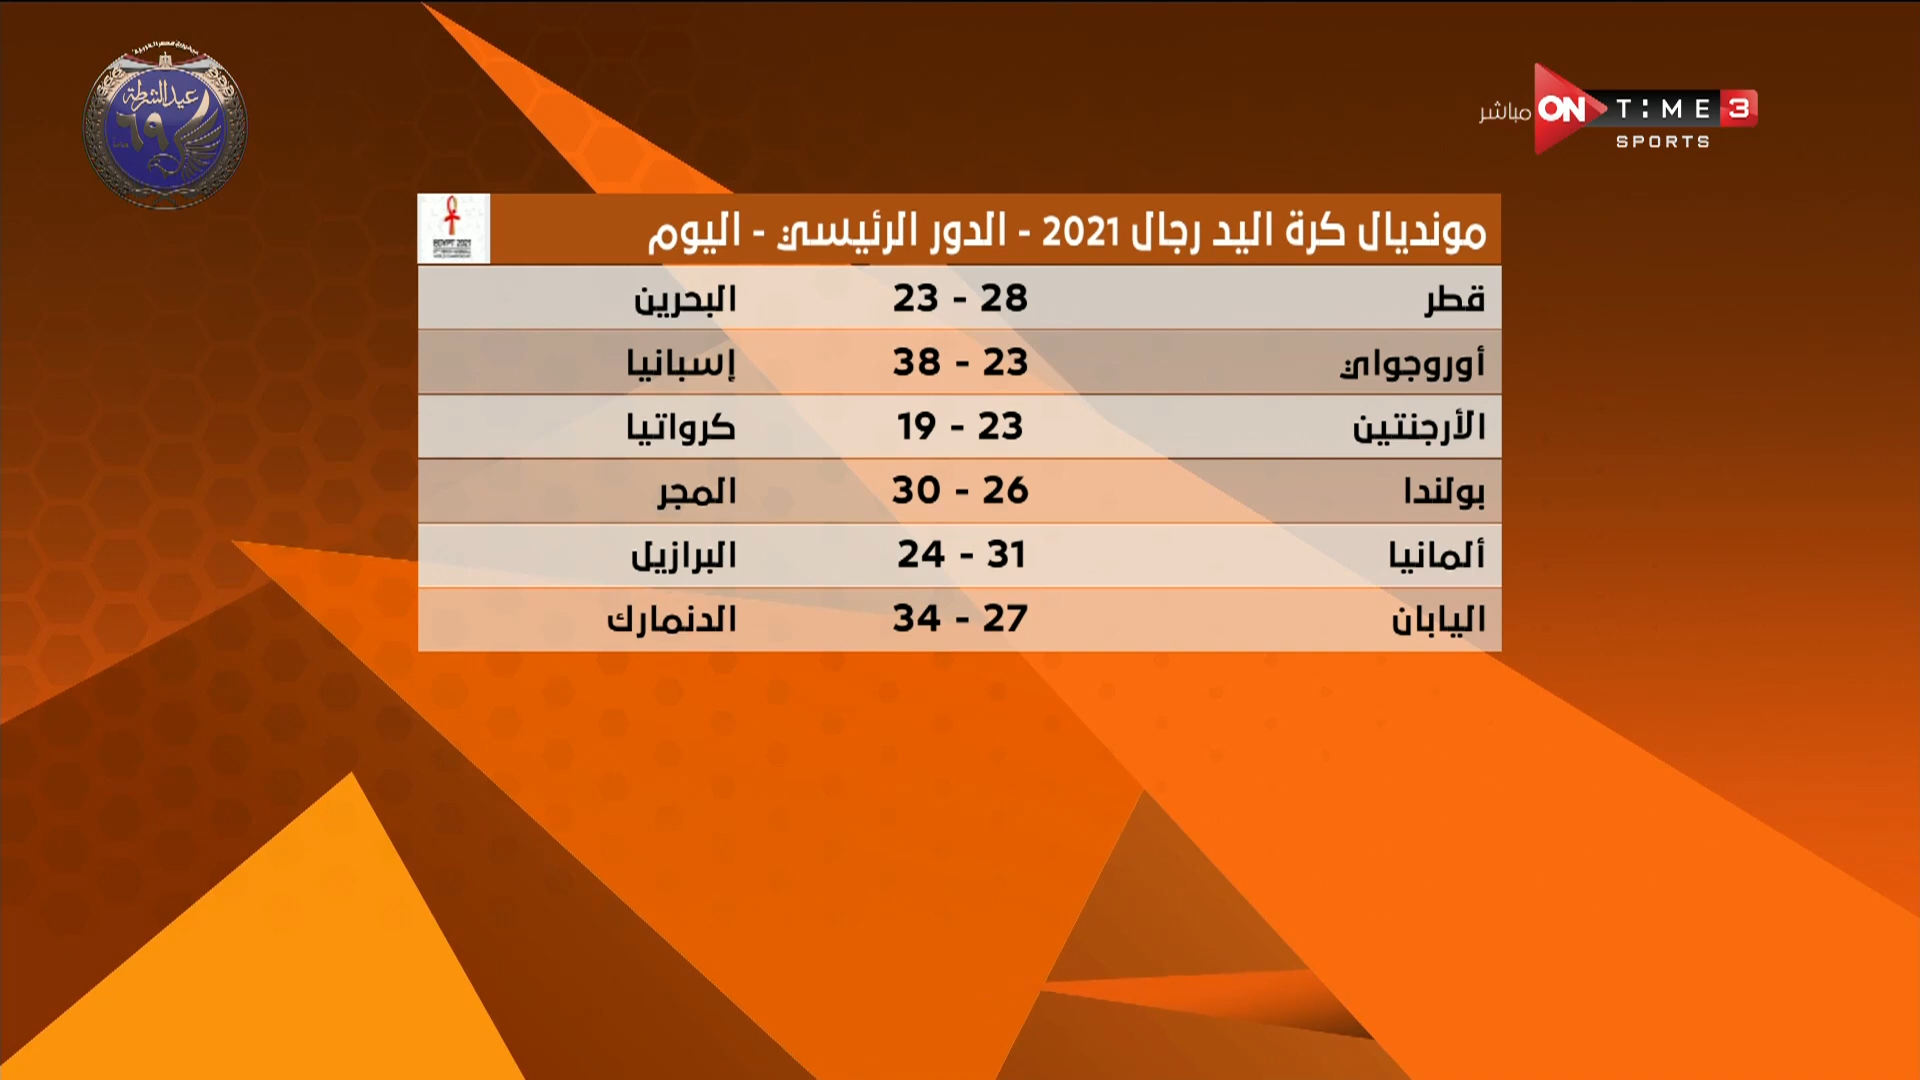 عيد الشرطة
٦٩
مباشر ON TIME 3
SPORTS
مونديال كرة اليد رجال 2021 - الدور الرئيسي - اليوم
EGYPT 2021
قطر 28 - 23 البحرين
أوروجواي 23 - 38 إسبانيا
الأرجنتين 23 - 19 كرواتيا
بولندا 26 - 30 المجر
ألمانيا 31 - 24 البرازيل
اليابان 27 - 34 الدنمارك